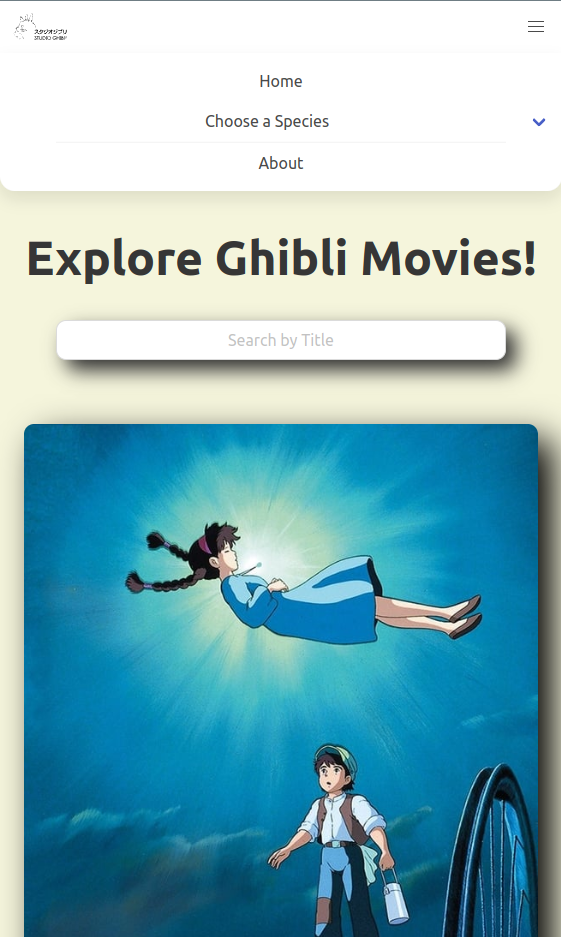 スタジオジブリ
STUDIO GHIBLI
Home
Choose a Species
About
Explore Ghibli Movies!
Search by Title